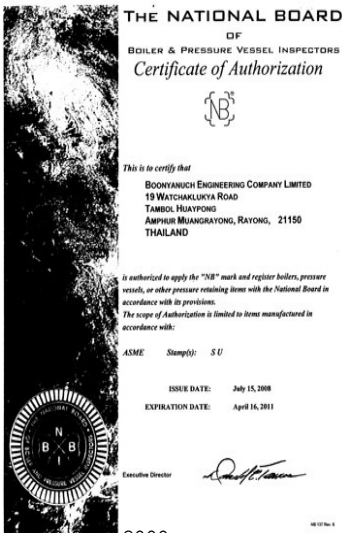 THE NATIONAL BOARD
OF
BOILER & PRESSURE VESSEL INSPECTORS
Certificate of Authorization
NB
This is to certify that
BOONYANUCH ENGINEERING COMPANY LIMITED
19 WATCHAKLUKYA ROAD
TAMBOL HUAYPONG
AMPHUR MUANGRAYONG, RAYONG, 21150
THAILAND
is authorized to apply the "NB" mark and register boilers, pressure
vessels, or other pressure retaining items with the National Board in
accordance with its provisions.
The scope of Authorization is limited to items manufactured in
accordance with:
ASME Stamp(s): S U
ISSUE DATE: July 15, 2008
EXPIRATION DATE: April 16, 2011
Executive Director